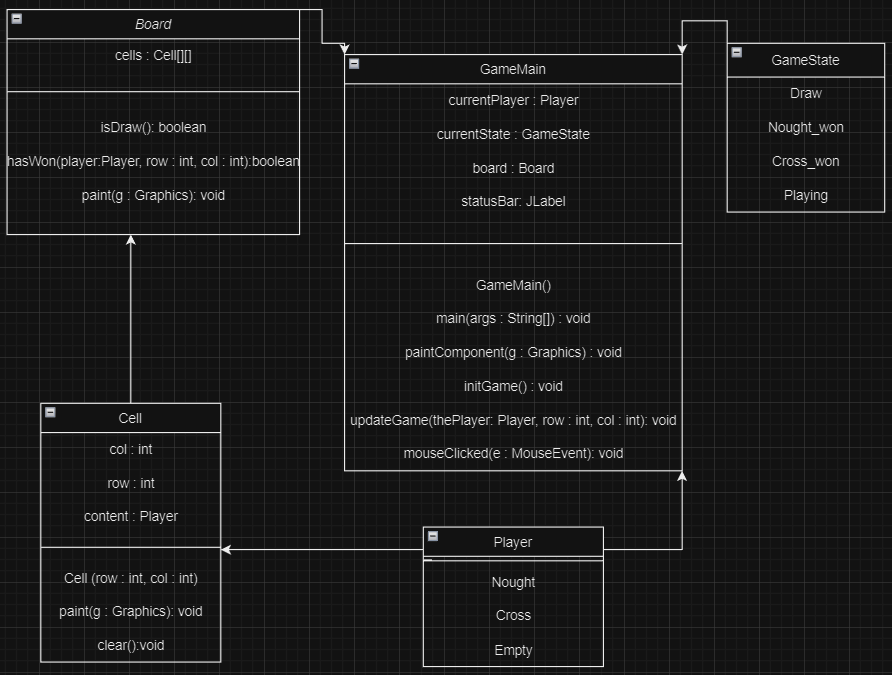 Board
cells : Cell[][]
isDraw(): boolean
hasWon(player:Player, row : int, col : int):boolean
paint(g : Graphics): void
GameMain
currentPlayer : Player
currentState : GameState
board : Board
statusBar: JLabel
GameMain()
main(args : String[]) : void
paintComponent(g : Graphics) : void
initGame() : void
updateGame(thePlayer: Player, row : int, col : int): void
mouseClicked(e : MouseEvent): void
GameState
Draw
Nought_won
Cross_won
Playing
Cell
col : int
row : int
content : Player
Cell (row : int, col : int)
paint(g : Graphics): void
clear():void
Player
Nought
Cross
Empty